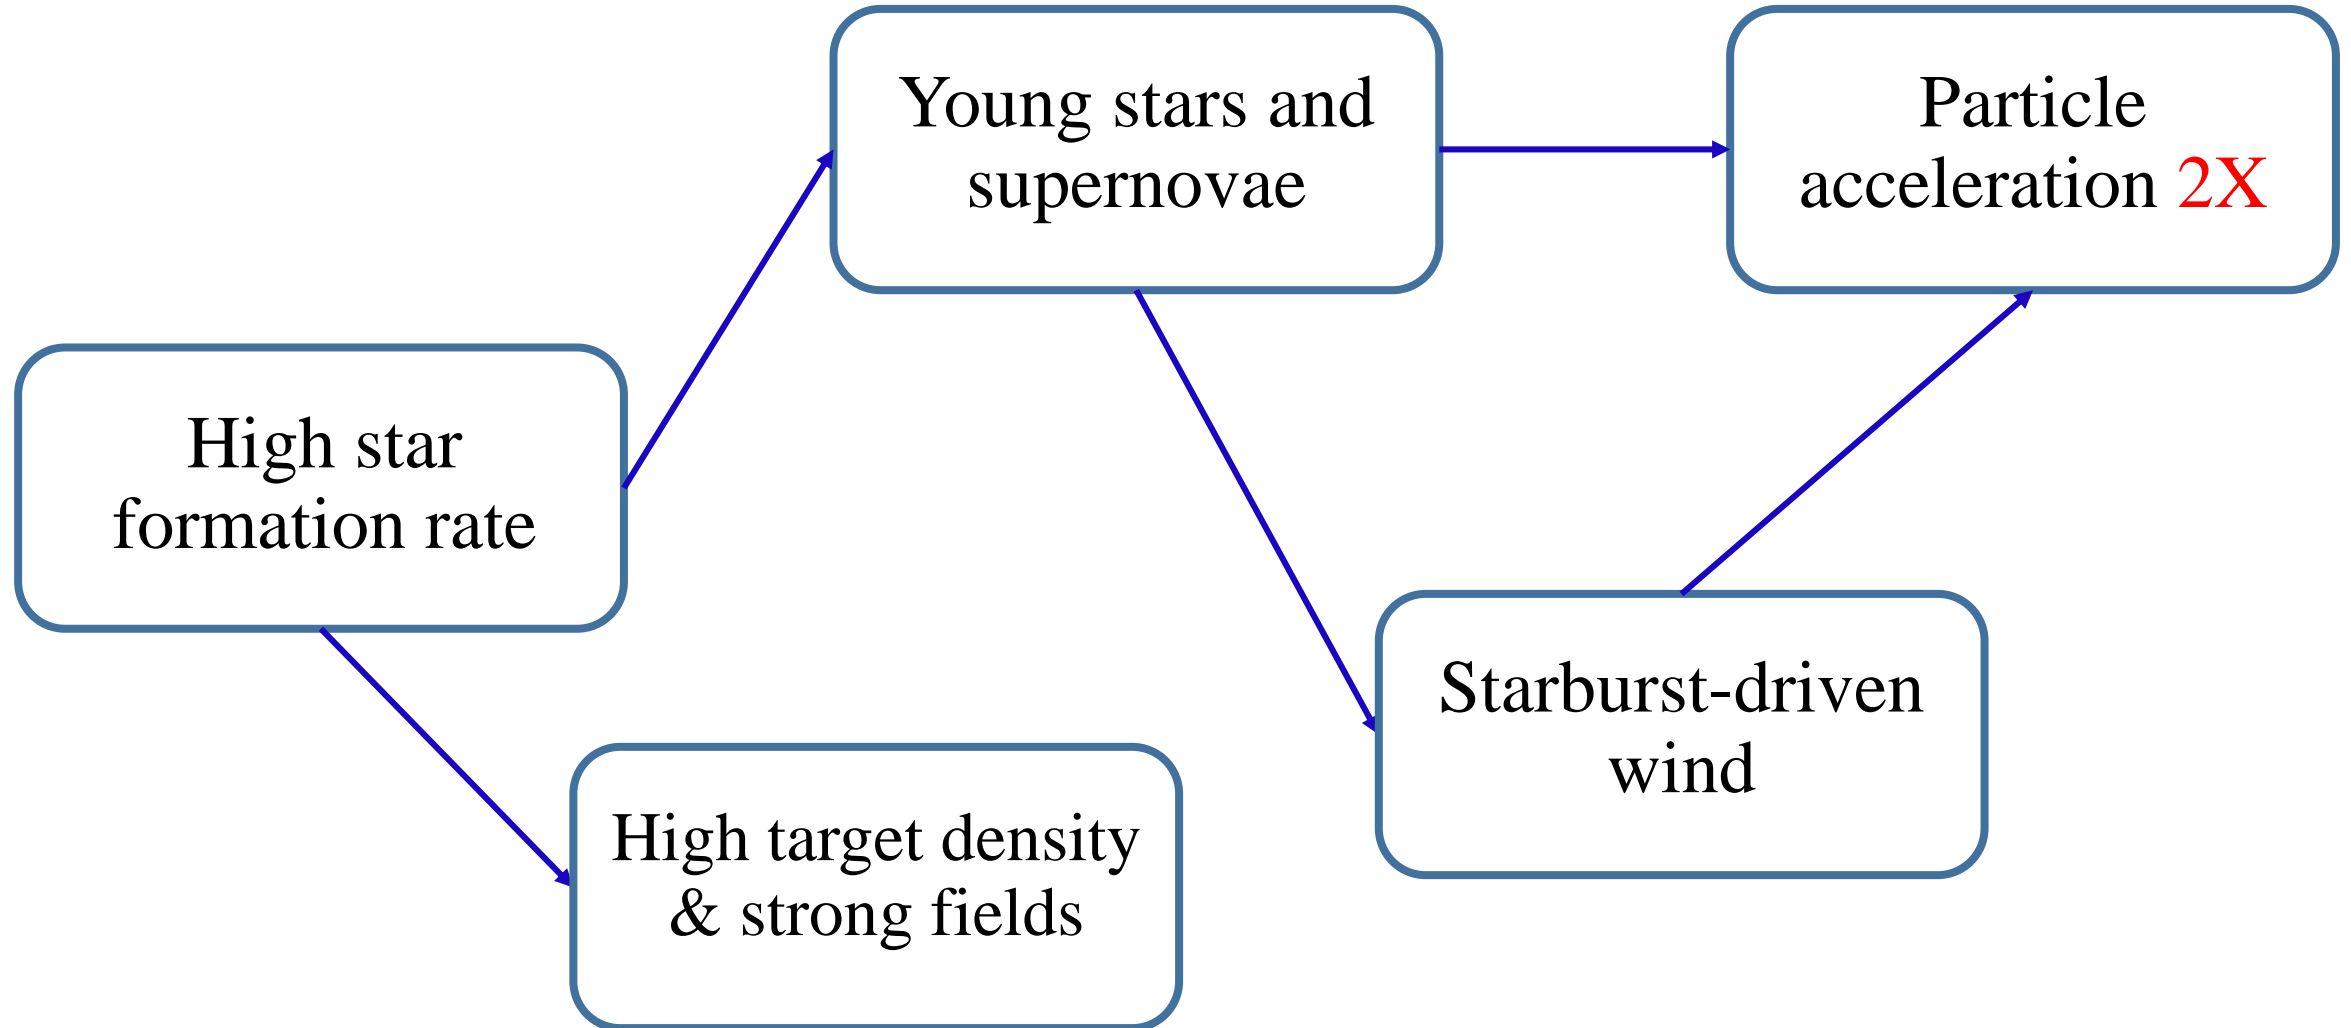 Young stars and
supernovae
Particle
acceleration 2X
High star
formation rate
Starburst-driven
wind
High target density
& strong fields